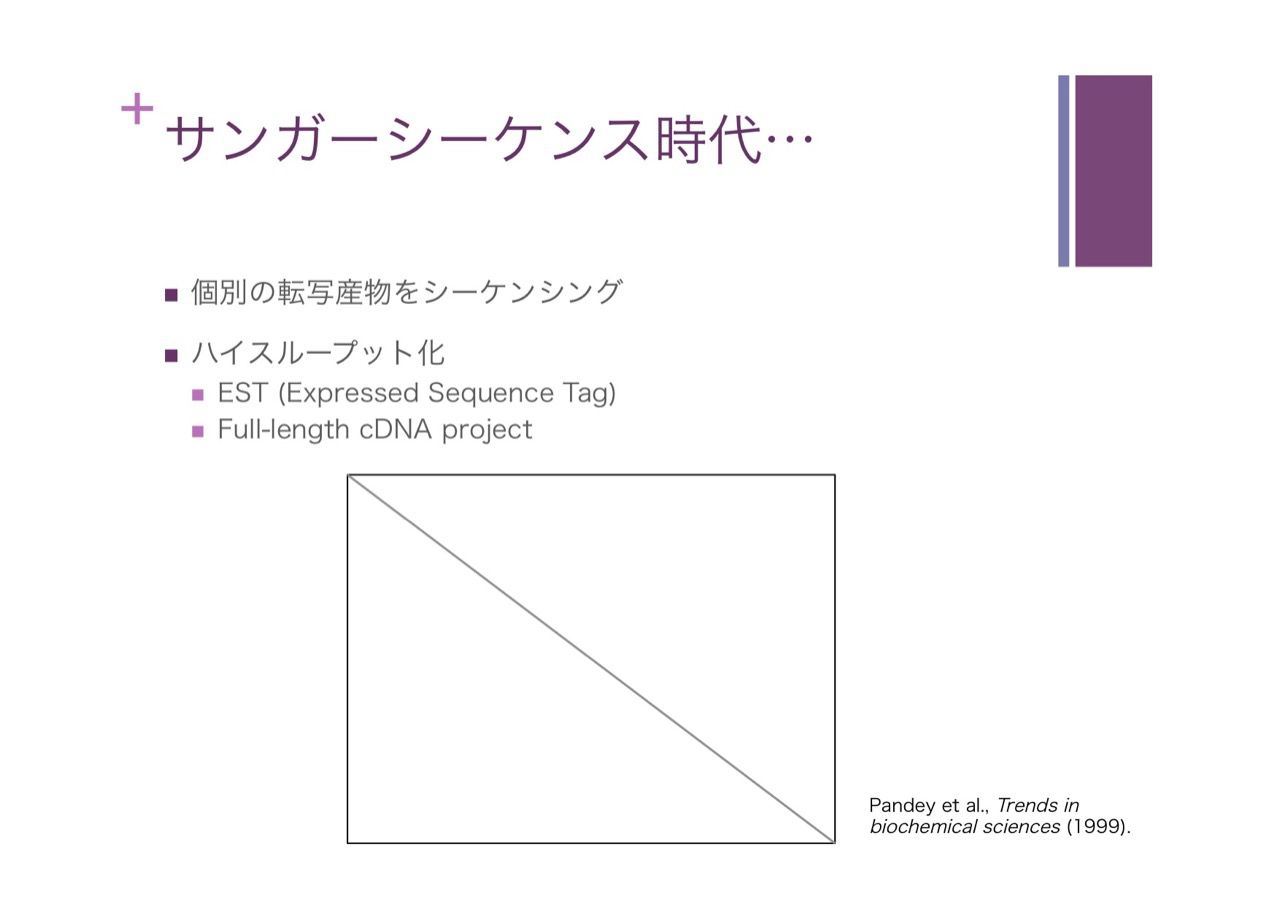 +
サンガーシーケンス時代…
個別の転写産物をシーケンシング
ハイスループット化
EST (Expressed Sequence Tag)
Full-length cDNA project
Pandey et al., Trends in
biochemical sciences (1999).